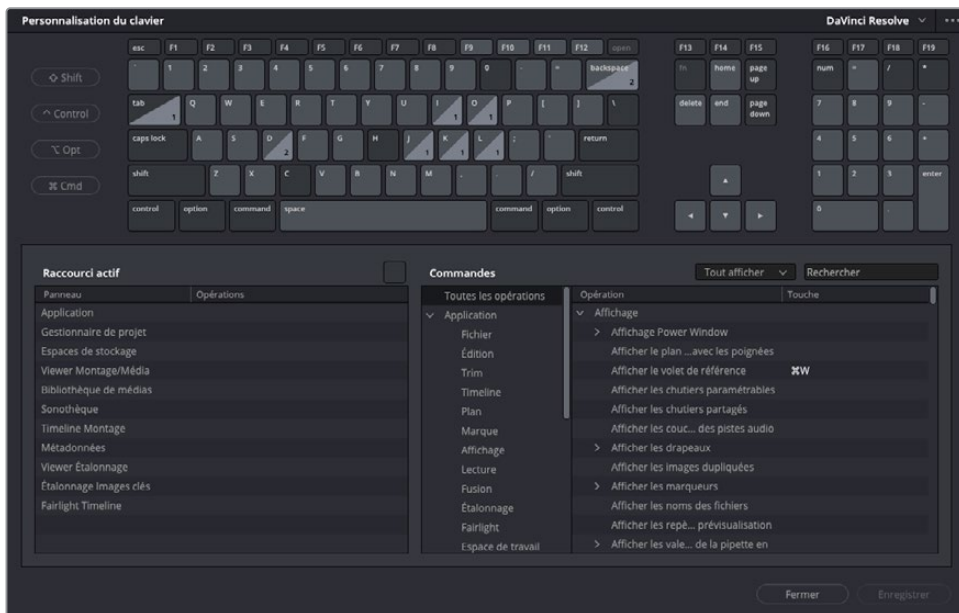 Personnalisation du clavier DaVinci Resolve
esc F1 F2 F3 F4 F5 F6 F7 F8 F9 F10 F11 F12 open F13 F14 F15 F16 F17 F18 F19
Shift ` 1 2 3 4 5 6 7 8 9 0 - = backspace 2 fn home page up num = / *
Control tab 1 Q W E R T Y U I 1 O 1 P [ ] \ delete end page down 7 8 9 -
Opt caps lock A S D 2 F G H J 1 K 1 L 1 ; ' return 4 5 6 +
⌘ Cmd shift Z X C V B N M , . / shift 1 2 3 enter
control option command space command option control 0 .
Raccourci actif
Panneau Opérations
Application
Gestionnaire de projet
Espaces de stockage
Viewer Montage/Média
Bibliothèque de médias
Sonothèque
Timeline Montage
Métadonnées
Viewer Étalonnage
Étalonnage Images clés
Fairlight Timeline
Commandes Tout afficher Rechercher
Toutes les opérations
Application
Fichier
Édition
Trim
Timeline
Plan
Marque
Affichage
Lecture
Fusion
Étalonnage
Fairlight
Espace de travail
Opération Touche
Affichage
Affichage Power Window
Afficher le plan ...avec les poignées
Afficher le volet de référence ⌘W
Afficher les chutiers paramétrables
Afficher les chutiers partagés
Afficher les couc... des pistes audio
Afficher les drapeaux
Afficher les images dupliquées
Afficher les marqueurs
Afficher les noms des fichiers
Afficher les repè... prévisualisation
Afficher les vale... de la pipette en
Fermer Enregistrer